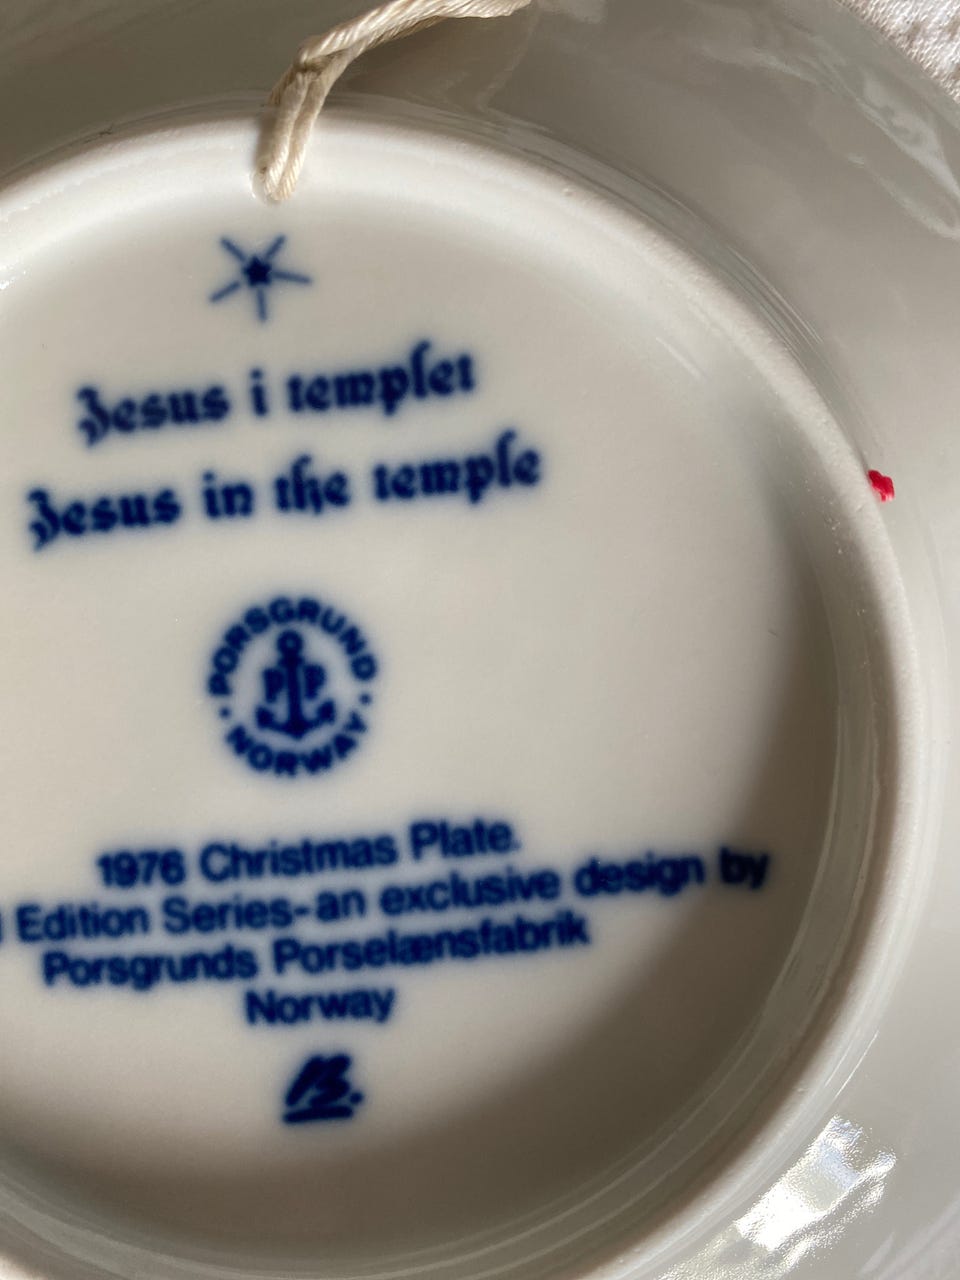 Jesus i templet
Jesus in the temple
PORSGRUND
PP
NORWAY
1976 Christmas Plate.
Edition Series-an exclusive design by
Porsgrunds Porselænsfabrik
Norway